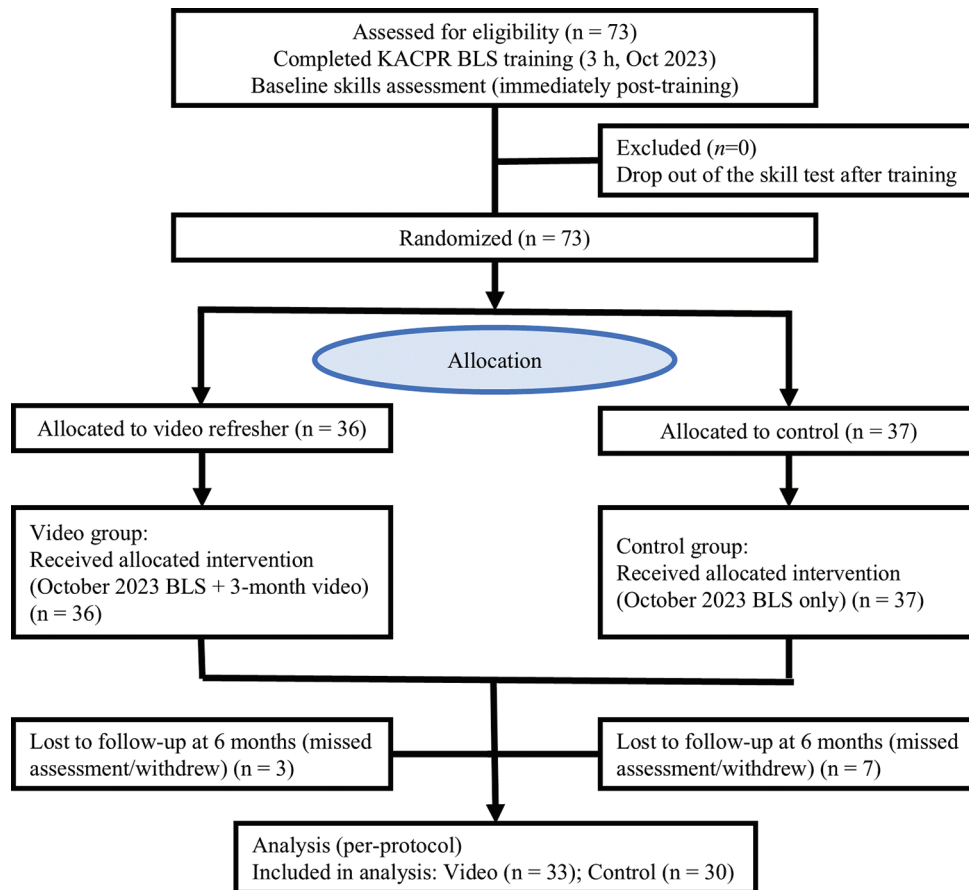 Assessed for eligibility (n = 73)
Completed KACPR BLS training (3 h, Oct 2023)
Baseline skills assessment (immediately post-training)
Excluded (n=0)
Drop out of the skill test after training
Randomized (n = 73)
Allocation
Allocated to video refresher (n = 36)
Allocated to control (n = 37)
Video group:
Received allocated intervention
(October 2023 BLS + 3-month video)
(n = 36)
Control group:
Received allocated intervention
(October 2023 BLS only) (n = 37)
Lost to follow-up at 6 months (missed
assessment/withdrew) (n = 3)
Lost to follow-up at 6 months (missed
assessment/withdrew) (n = 7)
Analysis (per-protocol)
Included in analysis: Video (n = 33); Control (n = 30)